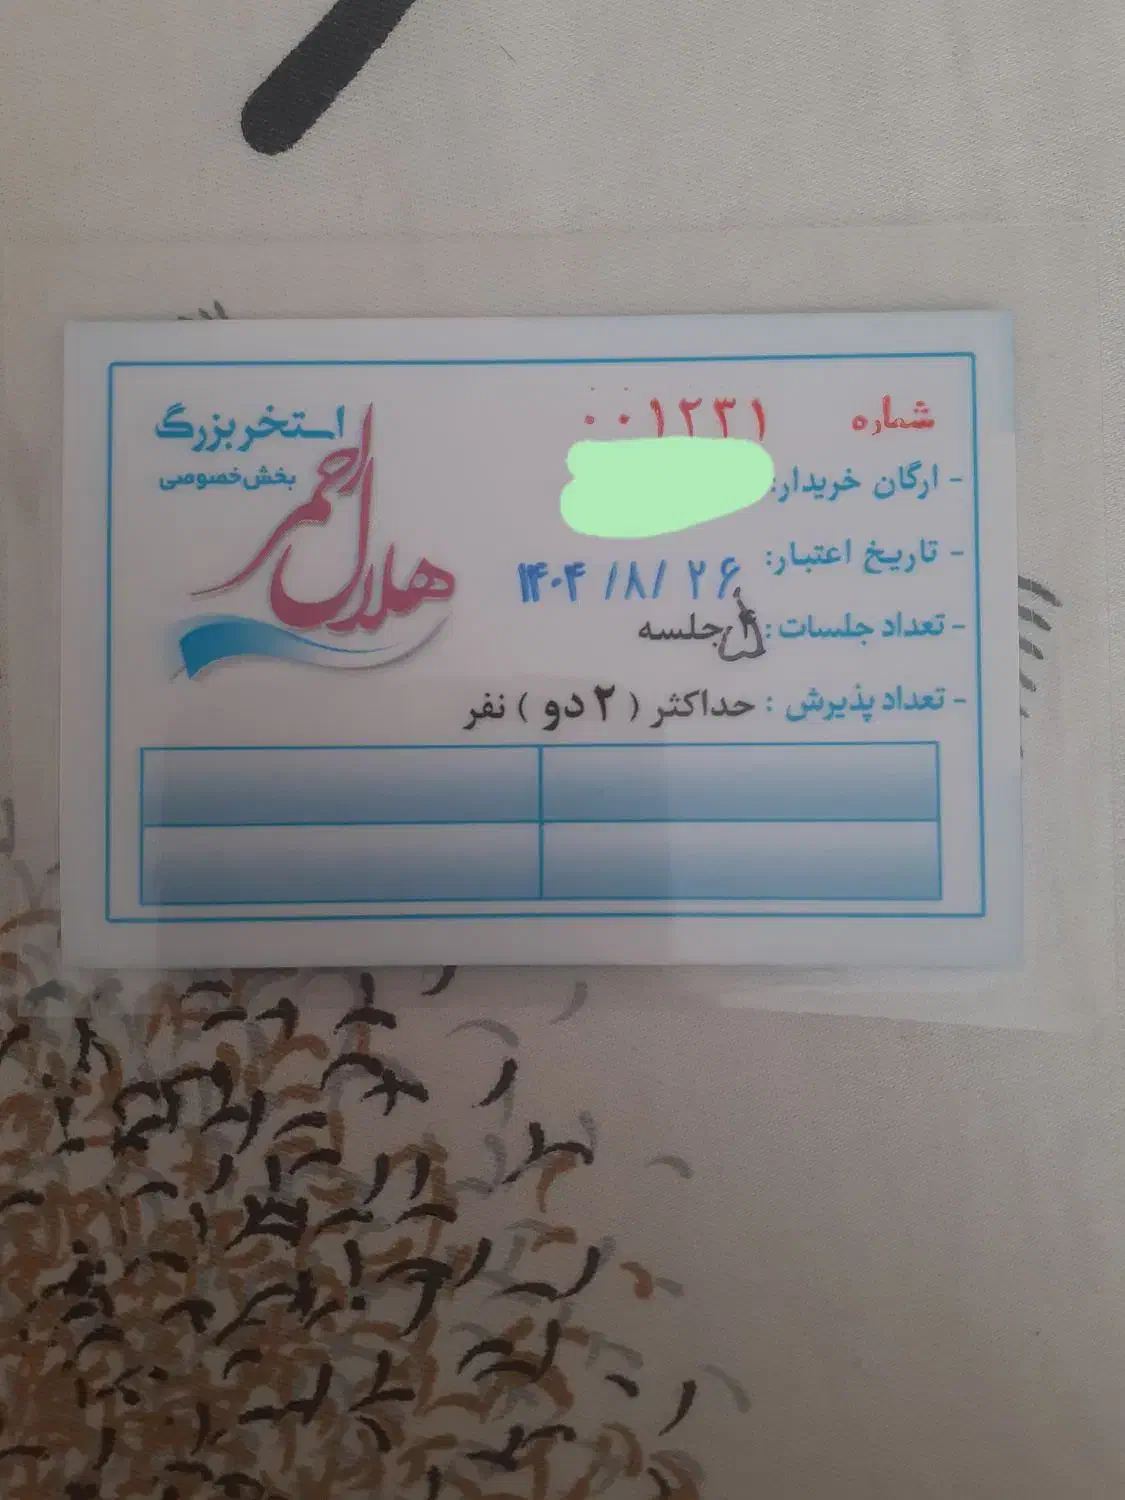 شماره ۰۰۱۲۳۱
استخر بزرگ
هلال احمر
بخش خصوصی
- ارگان خریدار:
- تاریخ اعتبار: ۱۴۰۴/۸/۲۶
- تعداد جلسات: جلسه
- تعداد پذیرش : حداکثر ( ۲ دو ) نفر